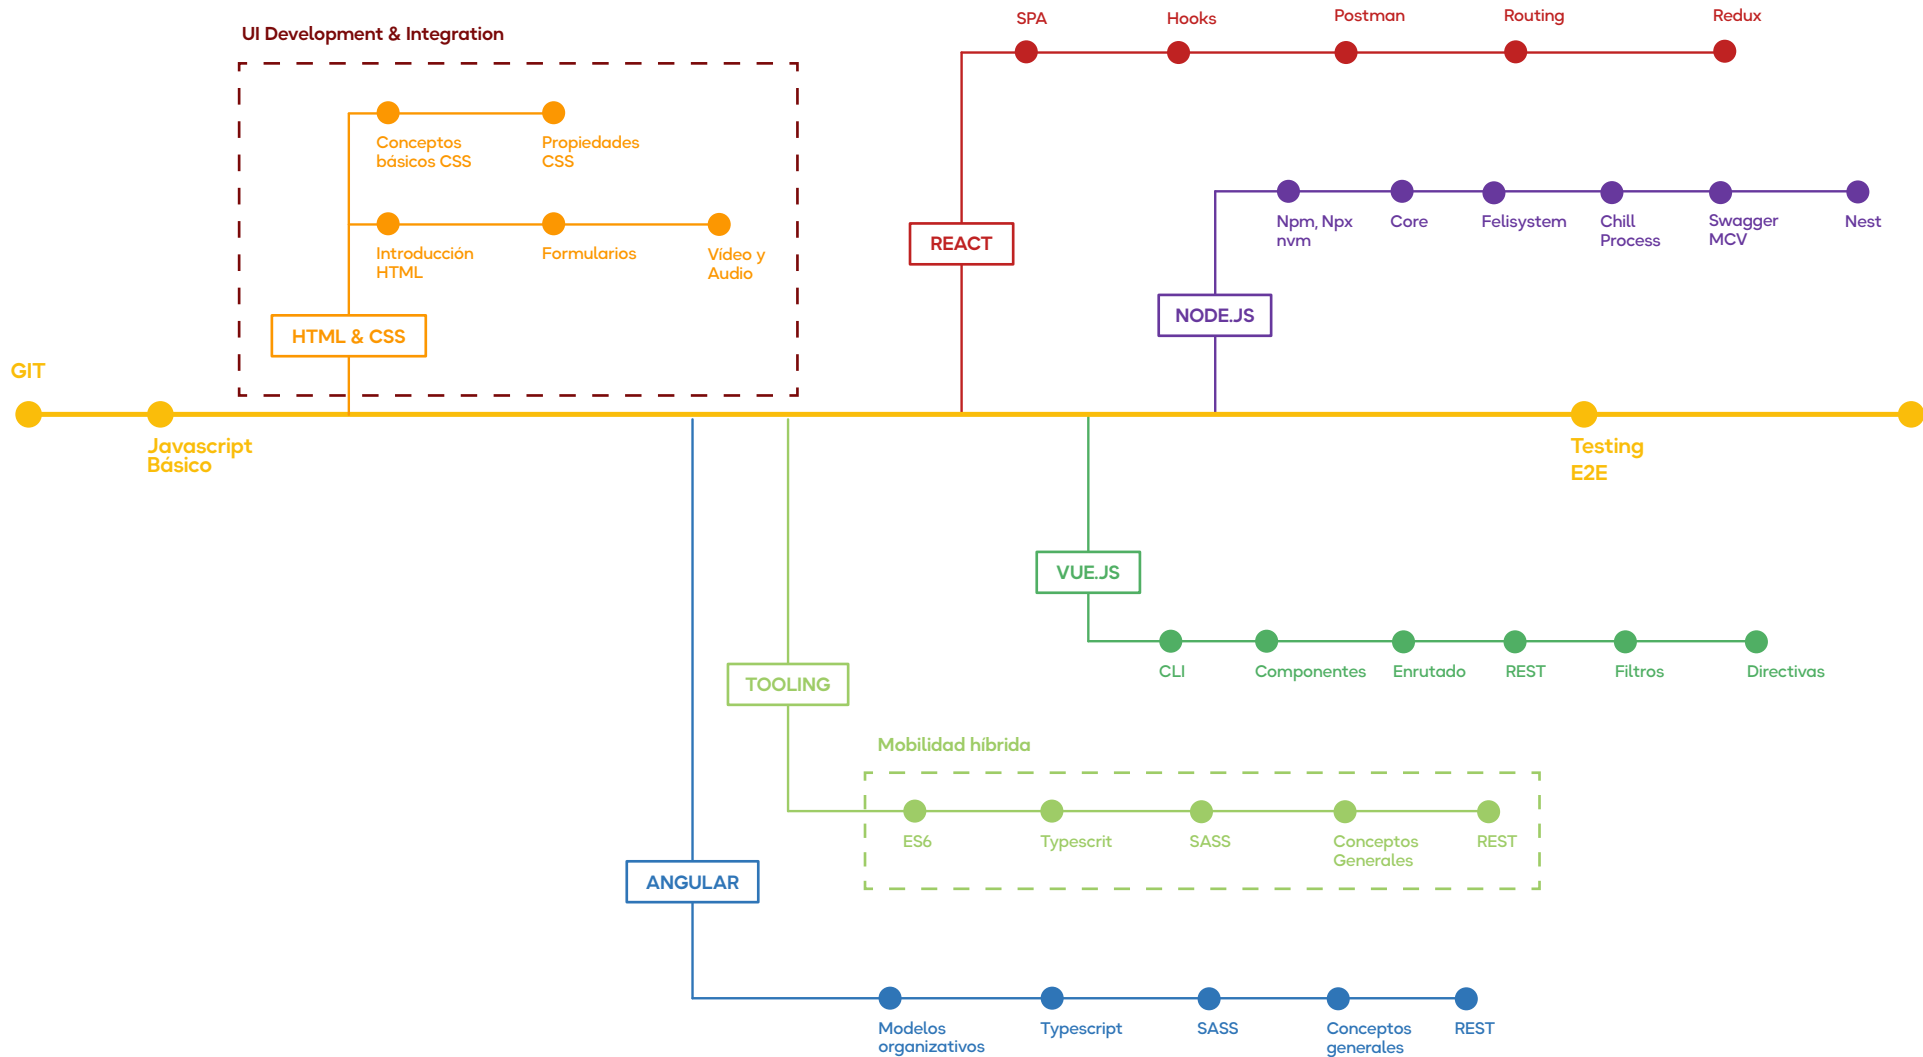 UI Development & Integration
SPA
Hooks
Postman
Routing
Redux
Conceptos
básicos CSS
Propiedades
CSS
Introducción
HTML
Formularios
Vídeo y
Audio
HTML & CSS
REACT
Npm, Npx
nvm
Core
Felisystem
Chill
Process
Swagger
MCV
Nest
NODE.JS
GIT
Javascript
Básico
Testing
E2E
VUE.JS
CLI
Componentes
Enrutado
REST
Filtros
Directivas
TOOLING
Mobilidad híbrida
ES6
Typescrit
SASS
Conceptos
Generales
REST
ANGULAR
Modelos
organizativos
Typescript
SASS
Conceptos
generales
REST